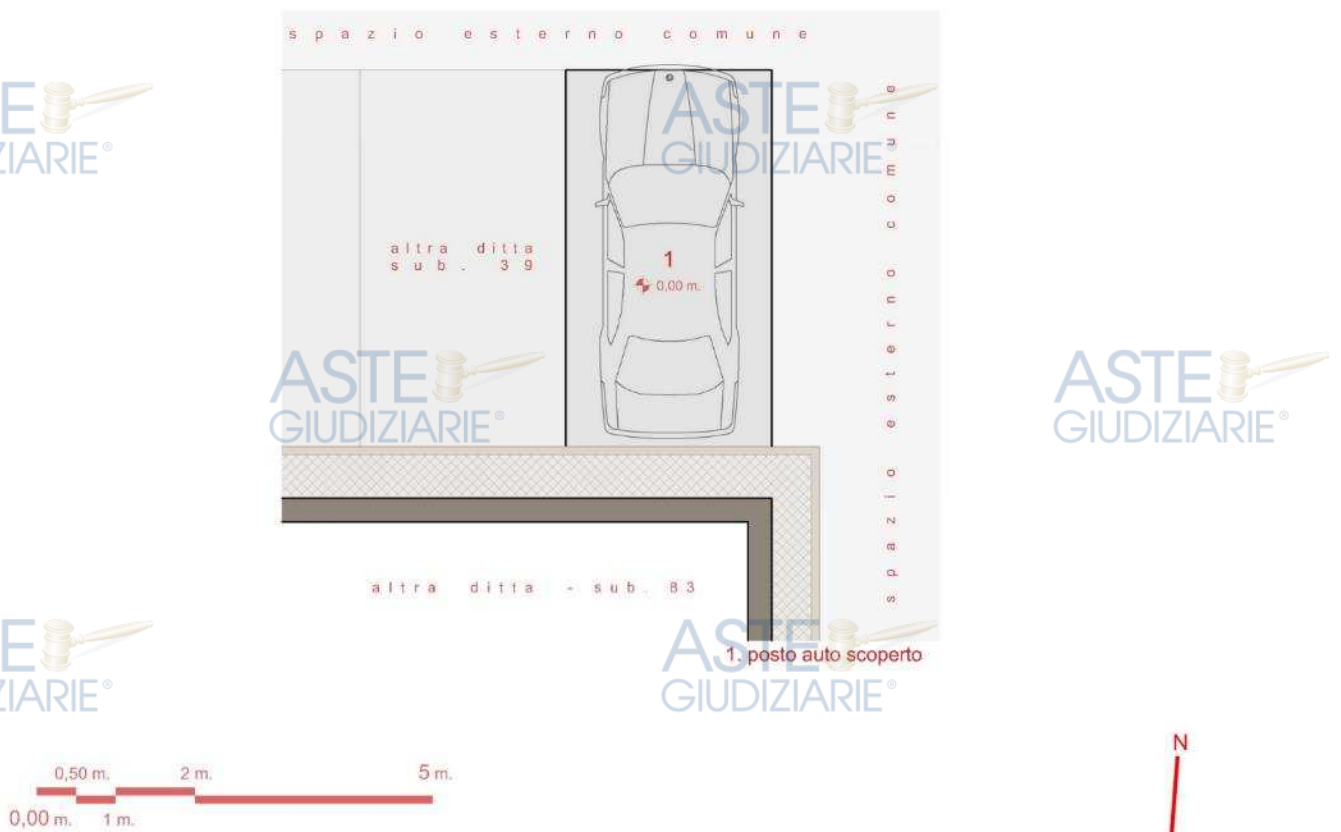 spazio esterno comune
ASTE
GIUDIZIARIE®
spazio esterno comune
altra ditta
sub. 39
1
0,00 m.
ASTE
GIUDIZIARIE®
ASTE
GIUDIZIARIE®
altra ditta - sub. 83
ASTE
GIUDIZIARIE®
1. posto auto scoperto
N
0,50 m. 2 m. 5 m.
0,00 m. 1 m.